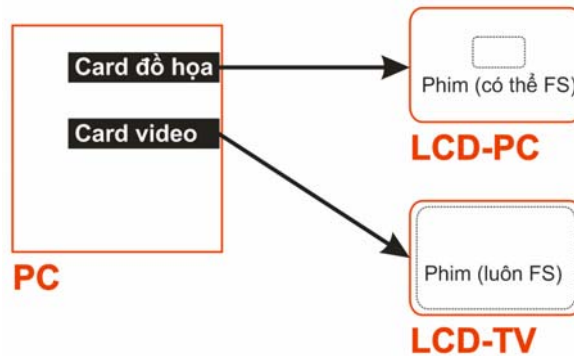 Card đồ họa
Card video
PC
Phim (có thể FS)
LCD-PC
Phim (luôn FS)
LCD-TV